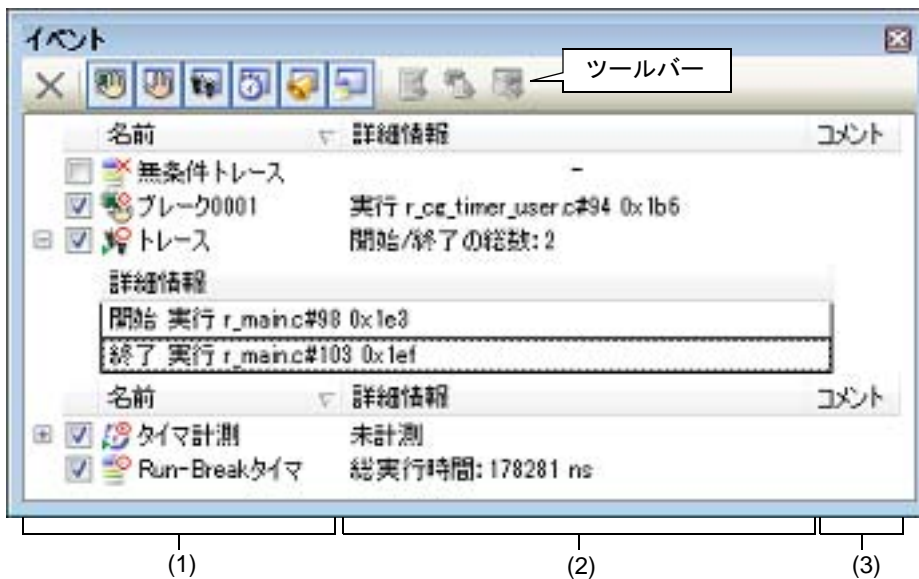 イベント
ツールバー
名前 詳細情報 コメント
無条件トレース -
ブレーク0001 実行 r_cg_timer_user.c#94 0x1b6
トレース 開始/終了の総数: 2
詳細情報
開始 実行 r_main.c#98 0x1e3
終了 実行 r_main.c#103 0x1ef
名前 詳細情報 コメント
タイマ計測 未計測
Run-Breakタイマ 総実行時間: 178281 ns
(1) (2) (3)